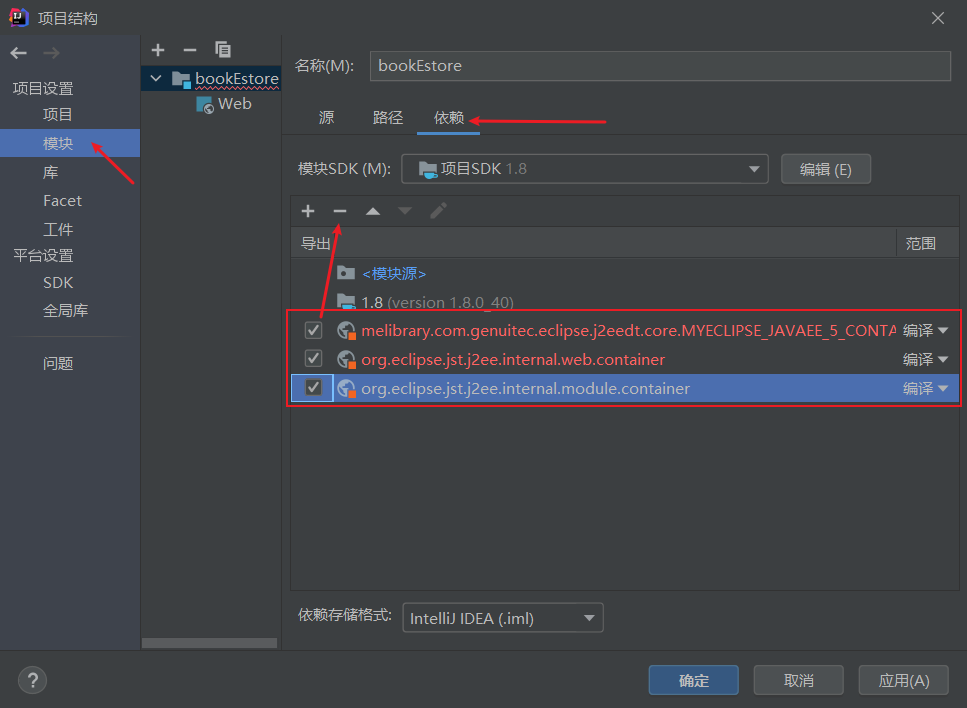 项目结构
项目设置
项目
模块
库
Facet
工件
平台设置
SDK
全局库
问题
bookEstore
Web
名称(M): bookEstore
源 路径 依赖
模块SDK (M): 项目SDK 1.8 编辑 (E)
导出 范围
<模块源>
1.8 (version 1.8.0_40)
melibrary.com.genuitec.eclipse.j2eedt.core.MYECLIPSE_JAVAEE_5_CONTA 编译
org.eclipse.jst.j2ee.internal.web.container 编译
org.eclipse.jst.j2ee.internal.module.container 编译
依赖存储格式: IntelliJ IDEA (.iml)
? 确定 取消 应用(A)